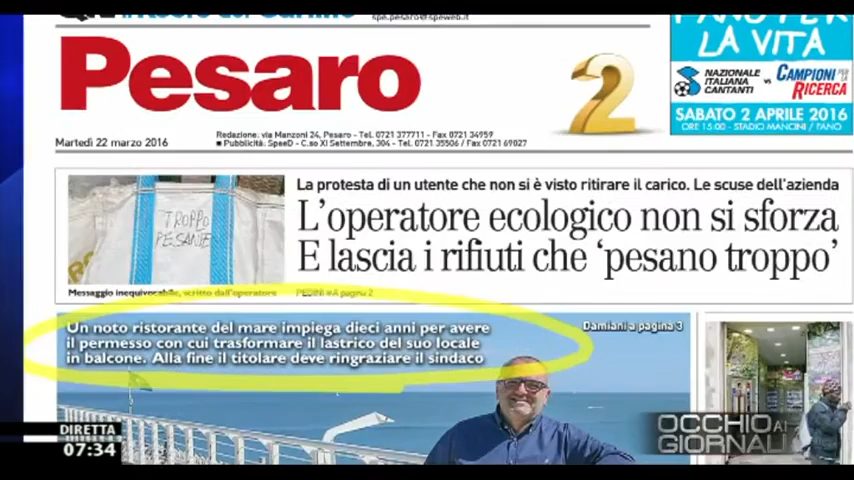 spe.pesaro@speweb.it
Pesaro
2
LA VITA
NAZIONALE
ITALIANA
CANTANTI
vs
CAMPIONI
PER LA
RICERCA
SABATO 2 APRILE 2016
ORE 15.00 - STADIO MANCINI / FANO
Martedì 22 marzo 2016
Redazione: via Manzoni 24, Pesaro - Tel. 0721 377711 - Fax 0721 34959
■ Pubblicità: SpeeD - C.so XI Settembre, 304 - Tel. 0721 35506 / Fax 0721 69027
TROPPO
PESANTE
La protesta di un utente che non si è visto ritirare il carico. Le scuse dell'azienda
L'operatore ecologico non si sforza
E lascia i rifiuti che 'pesano troppo'
Messaggio inequivocabile, scritto dall'operatore
PEDINI A pagina 2
Un noto ristorante del mare impiega dieci anni per avere
il permesso con cui trasformare il lastrico del suo locale
in balcone. Alla fine il titolare deve ringraziare il sindaco
Damiani a pagina 3
OCCHIO AI
GIORNALI
DIRETTA
07:34